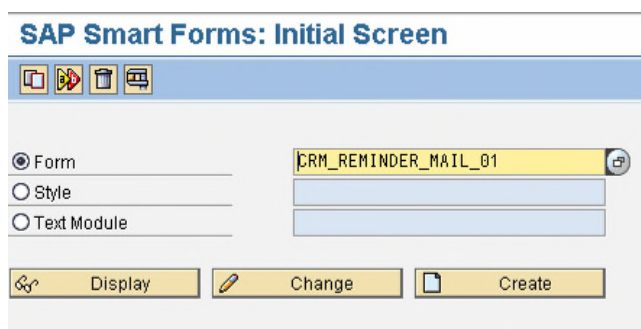 SAP Smart Forms: Initial Screen
Form CRM_REMINDER_MAIL_01
Style
Text Module
Display Change Create